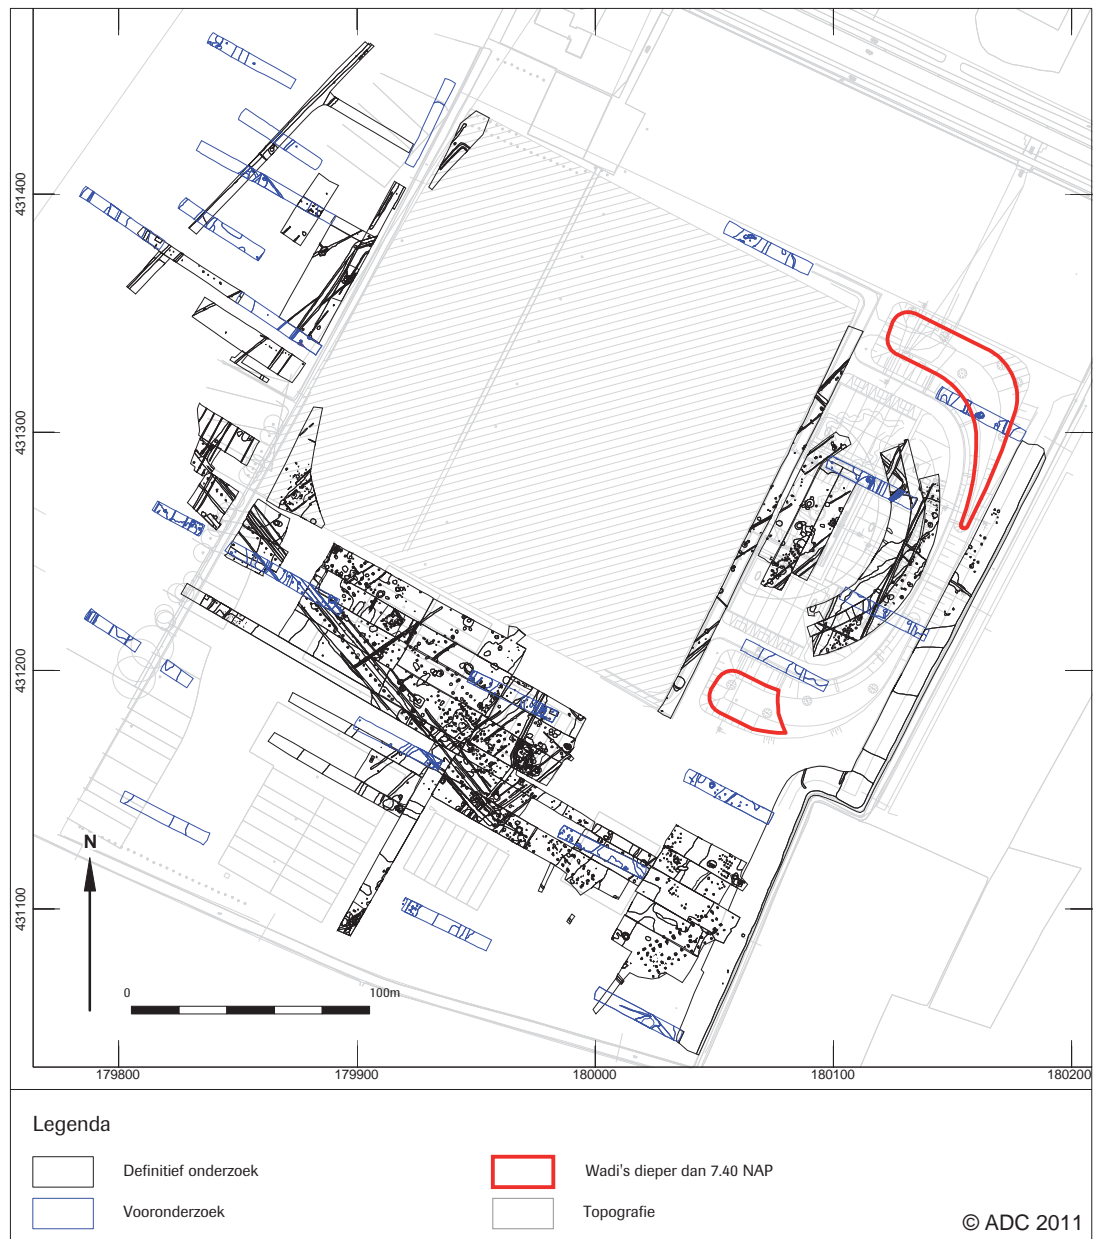 431400
431300
431200
431100
N
0 100m
179800 179900 180000 180100 180200
Legenda
Definitief onderzoek
Wadi's dieper dan 7.40 NAP
Vooronderzoek
Topografie
© ADC 2011